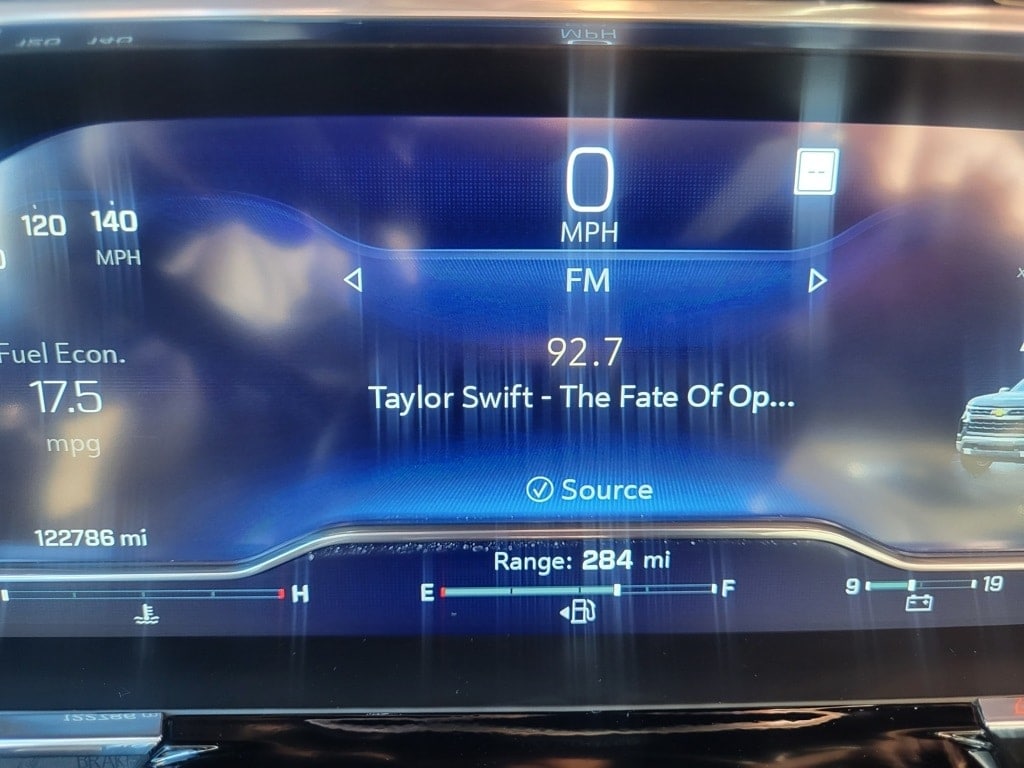 MPH
0
MPH
120 140
MPH
FM
92.7
Taylor Swift - The Fate Of Op...
Fuel Econ.
17.5
mpg
Source
122786 mi
Range: 284 mi
H
E F
9 19